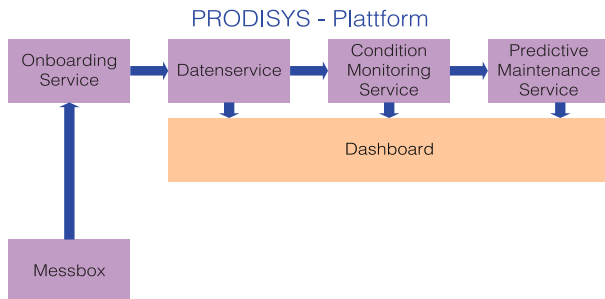 PRODISYS - Plattform
Onboarding
Service
Datenservice
Condition
Monitoring
Service
Predictive
Maintenance
Service
Dashboard
Messbox